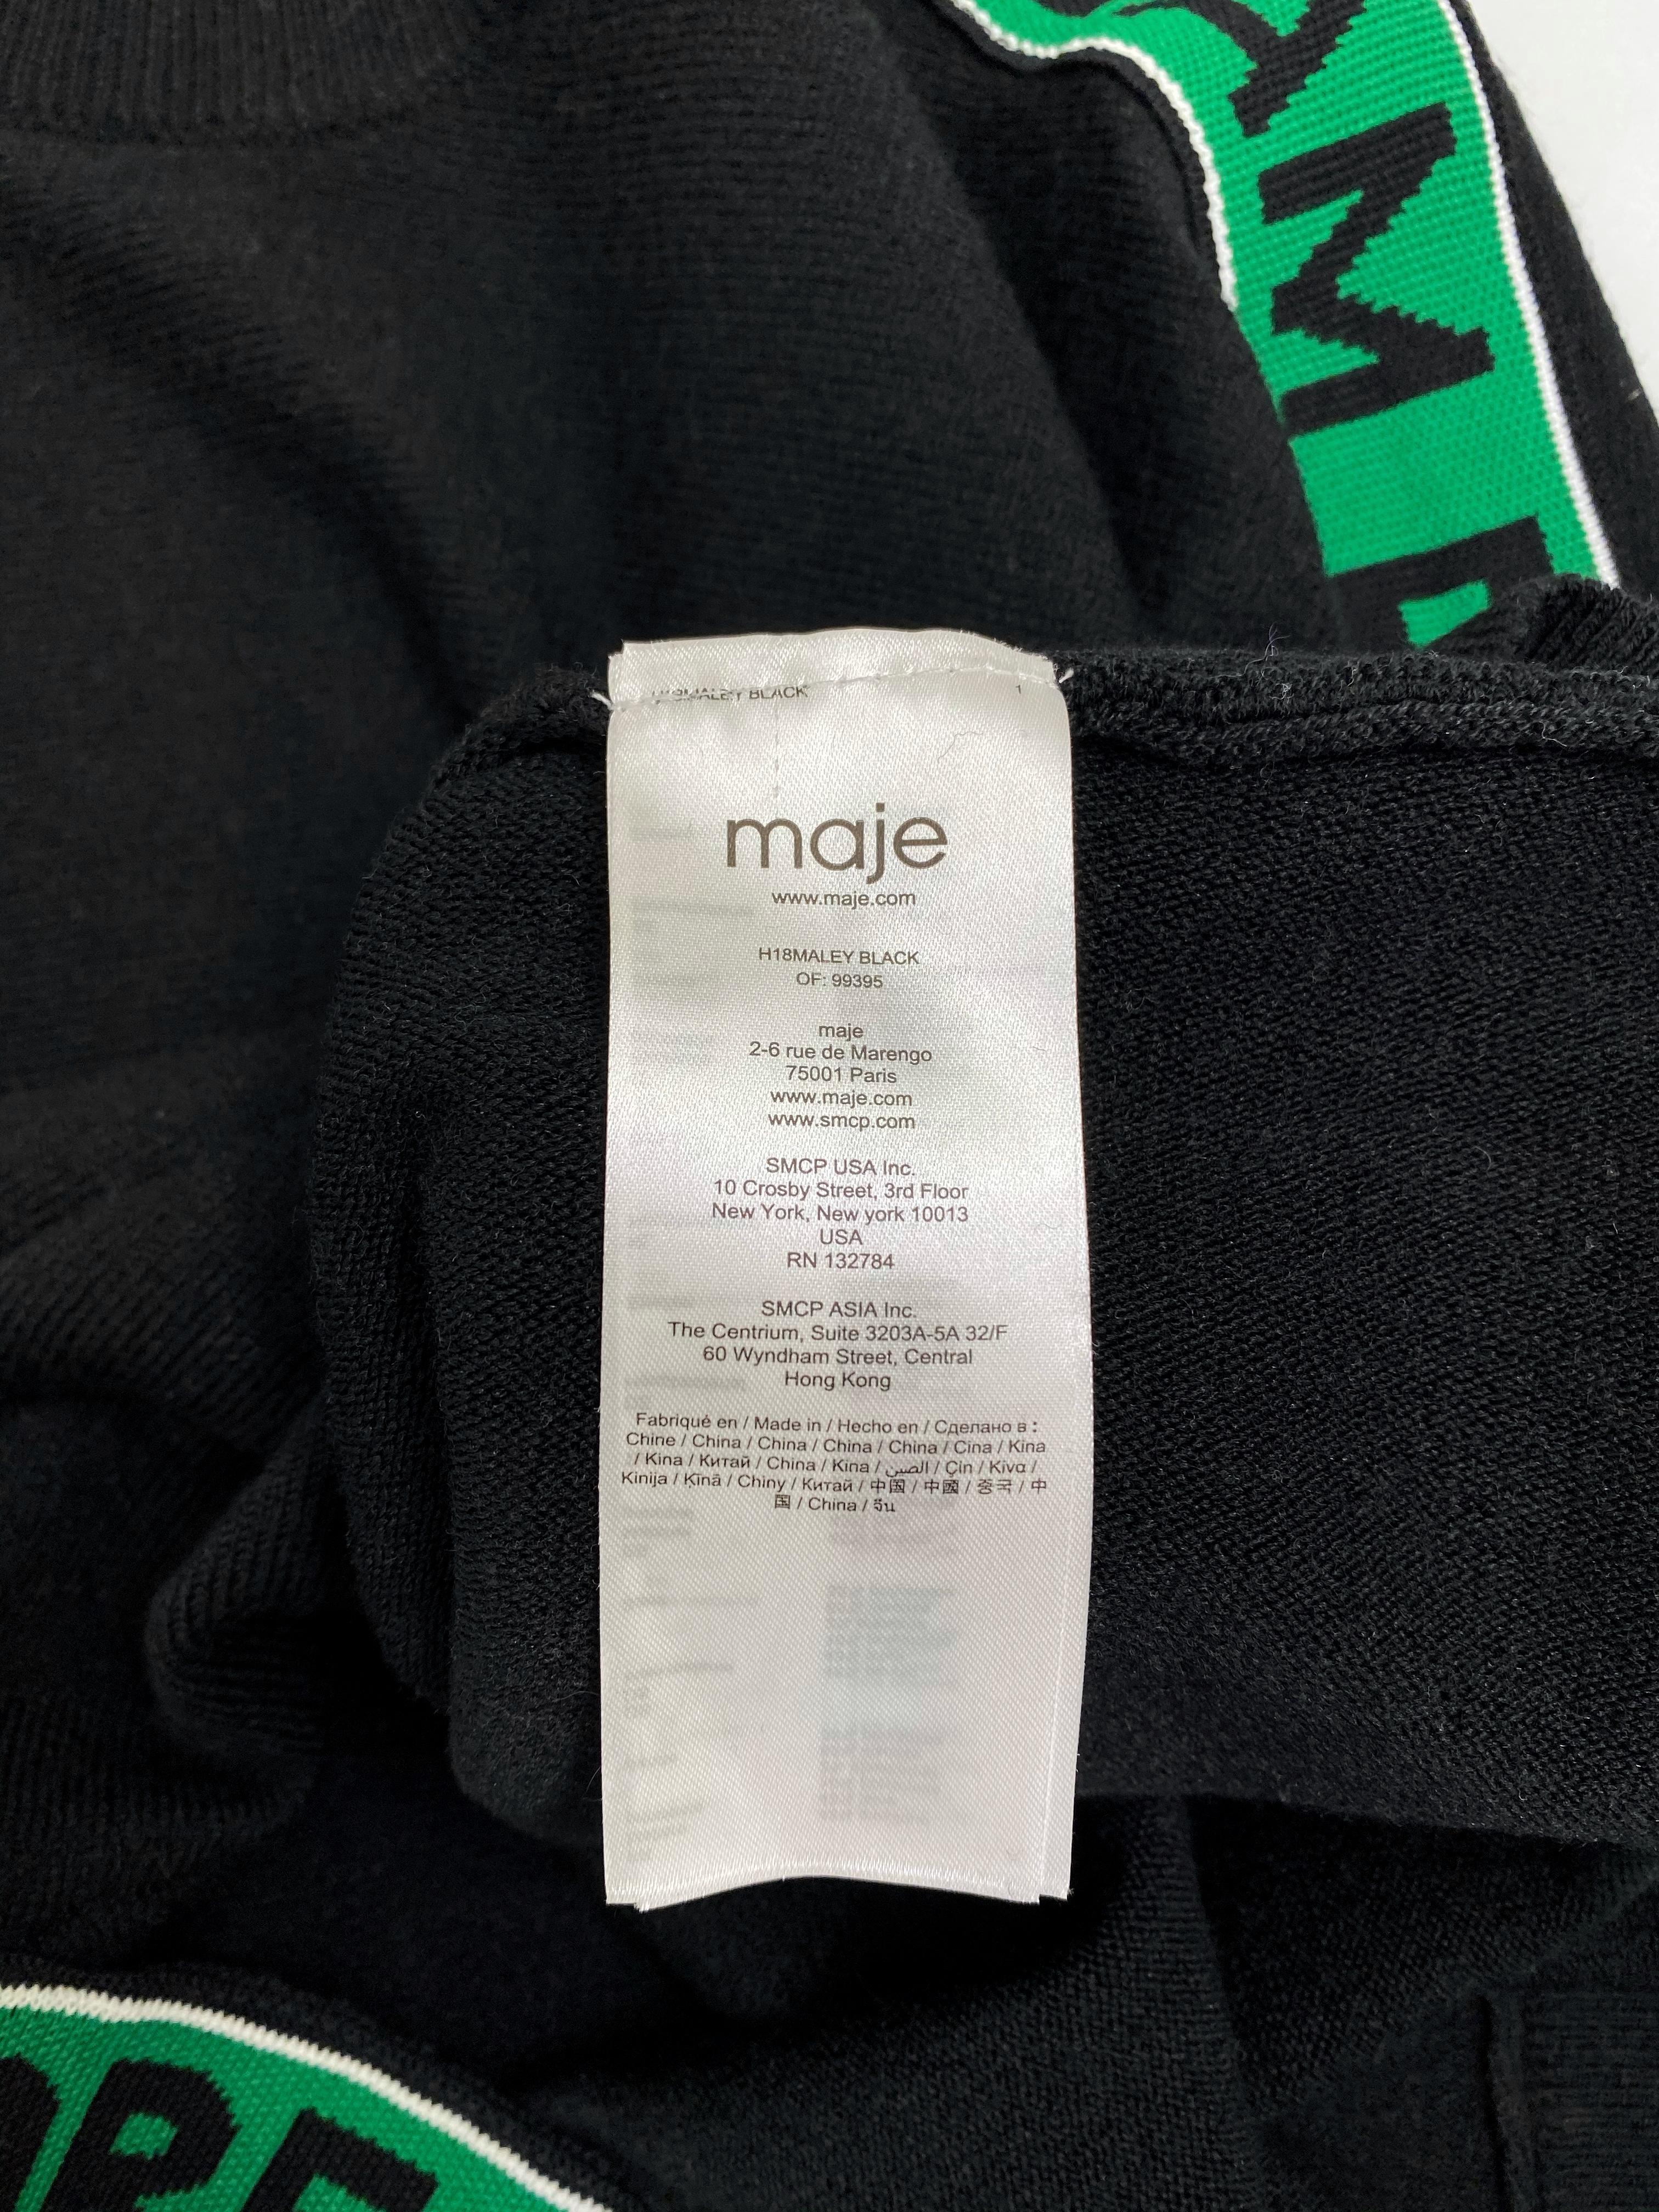 H18MALEY BLACK
1
maje
www.maje.com
H18MALEY BLACK
OF: 99395
maje
2-6 rue de Marengo
75001 Paris
www.maje.com
www.smcp.com
SMCP USA Inc.
10 Crosby Street, 3rd Floor
New York, New york 10013
USA
RN 132784
SMCP ASIA Inc.
The Centrium, Suite 3203A-5A 32/F
60 Wyndham Street, Central
Hong Kong
Fabriqué en / Made in / Hecho en / Сделано в :
Chine / China / China / China / China / Cina / Kina
/ Kina / Китай / China / Kina / الصين / Çin / Κίνα /
Kinija / Ķīnā / Chiny / Китай / 中国 / 中國 / 중국 / 中
国 / China / จีน